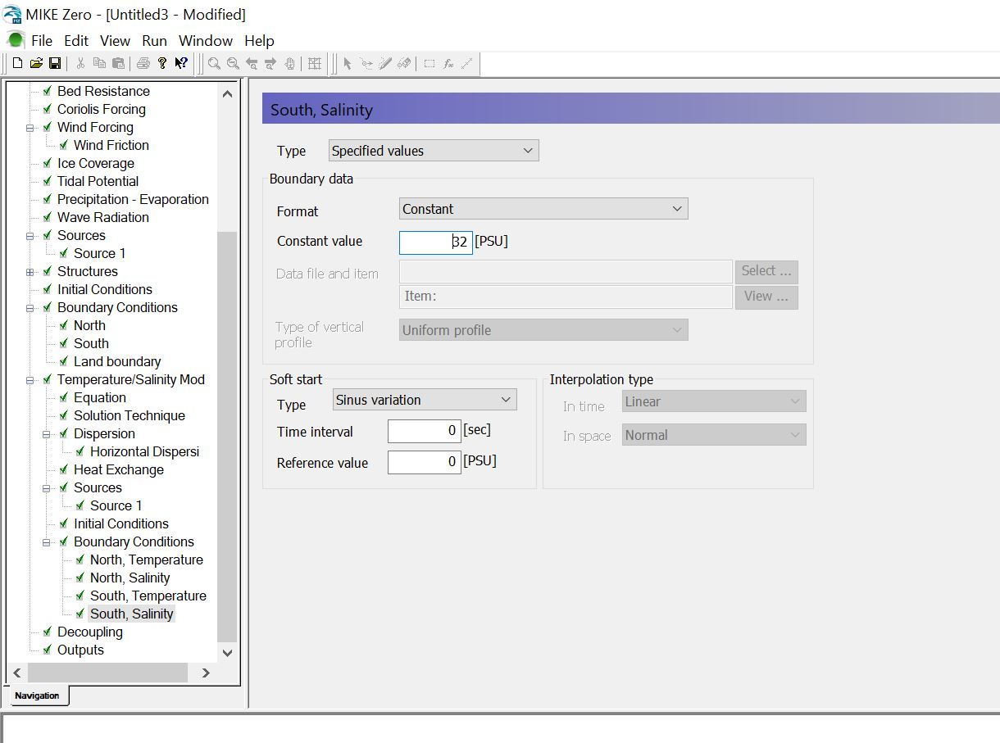 MIKE Zero - [Untitled3 - Modified]
File Edit View Run Window Help
Bed Resistance
Coriolis Forcing
Wind Forcing
Wind Friction
Ice Coverage
Tidal Potential
Precipitation - Evaporation
Wave Radiation
Sources
Source 1
Structures
Initial Conditions
Boundary Conditions
North
South
Land boundary
Temperature/Salinity Mod
Equation
Solution Technique
Dispersion
Horizontal Dispersi
Heat Exchange
Sources
Source 1
Initial Conditions
Boundary Conditions
North, Temperature
North, Salinity
South, Temperature
South, Salinity
Decoupling
Outputs
Navigation
South, Salinity
Type Specified values
Boundary data
Format Constant
Constant value 32 [PSU]
Data file and item Select ...
Item: View ...
Type of vertical
profile
Uniform profile
Soft start
Type Sinus variation
Time interval 0 [sec]
Reference value 0 [PSU]
Interpolation type
In time Linear
In space Normal